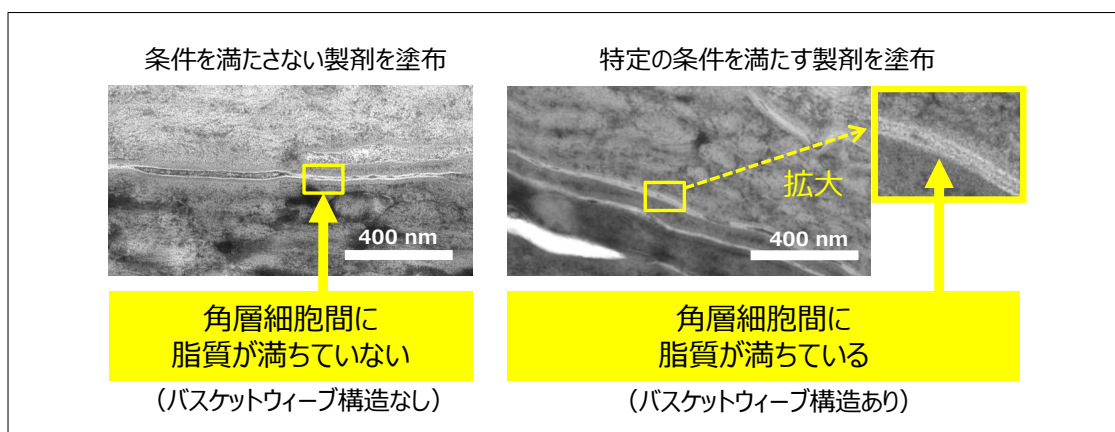 条件を満たさない製剤を塗布
特定の条件を満たす製剤を塗布
拡大
400 nm
400 nm
角層細胞間に
脂質が満ちていない
(バスケットウィーブ構造なし)
角層細胞間に
脂質が満ちている
(バスケットウィーブ構造あり)